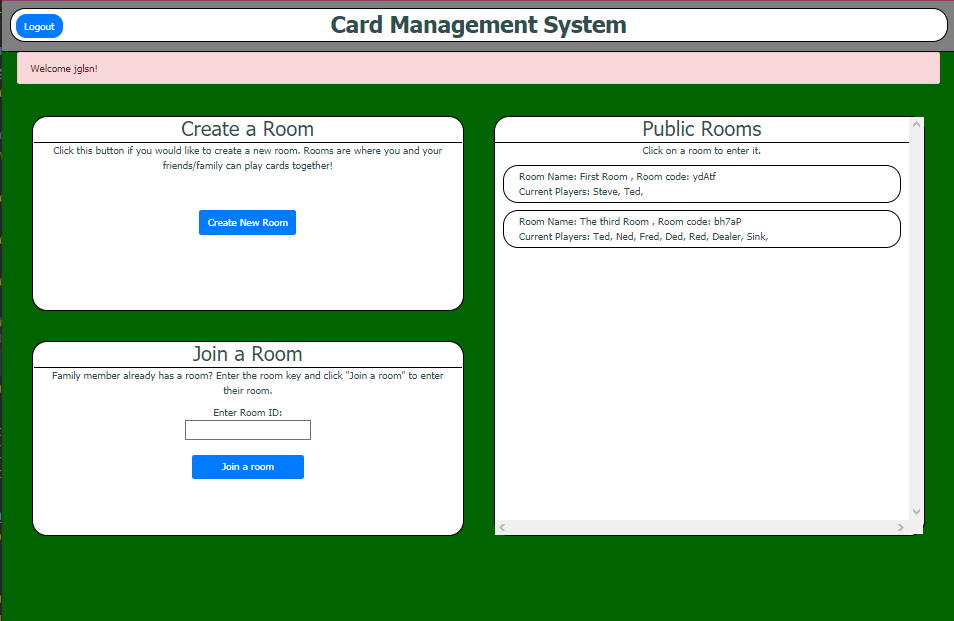 Logout
Card Management System
Welcome jglsn!
Create a Room
Click this button if you would like to create a new room. Rooms are where you and your
friends/family can play cards together!
Create New Room
Join a Room
Family member already has a room? Enter the room key and click "Join a room" to enter
their room.
Enter Room ID:
Join a room
Public Rooms
Click on a room to enter it.
Room Name: First Room , Room code: ydAtf
Current Players: Steve, Ted,
Room Name: The third Room , Room code: bh7aP
Current Players: Ted, Ned, Fred, Ded, Red, Dealer, Sink,